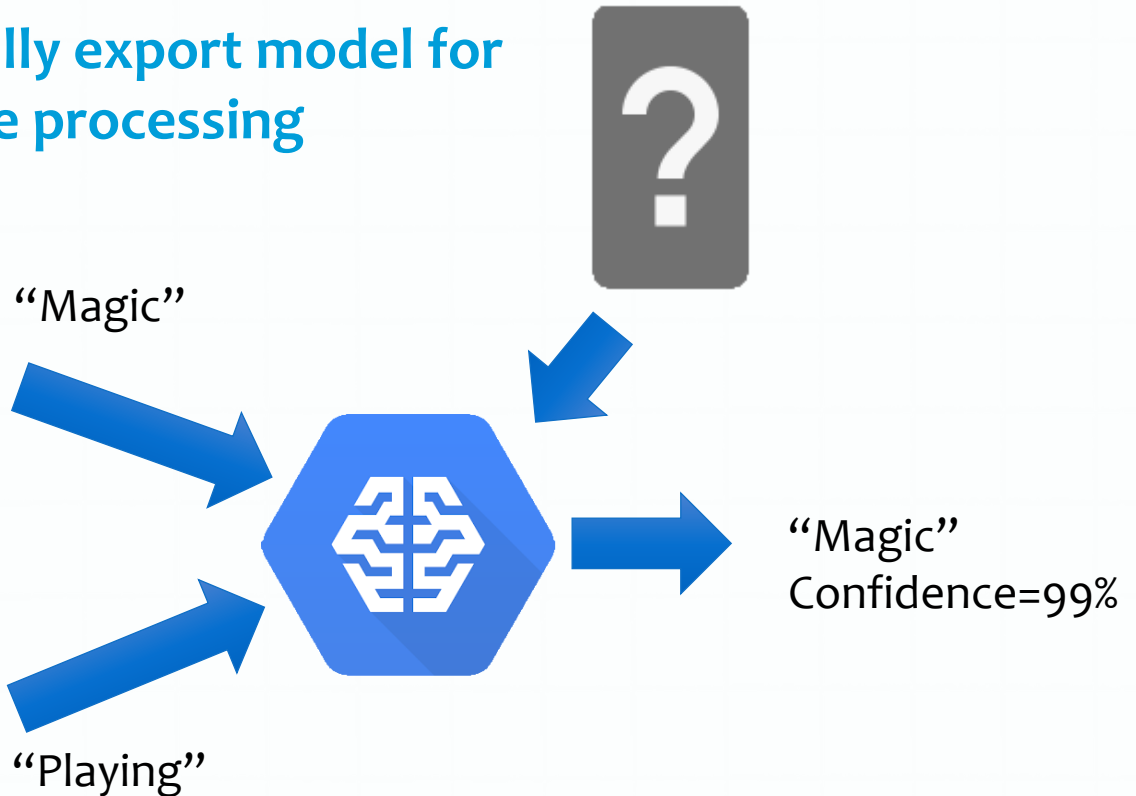 lly export model for
e processing
?
“Magic”
“Magic”
Confidence=99%
“Playing”